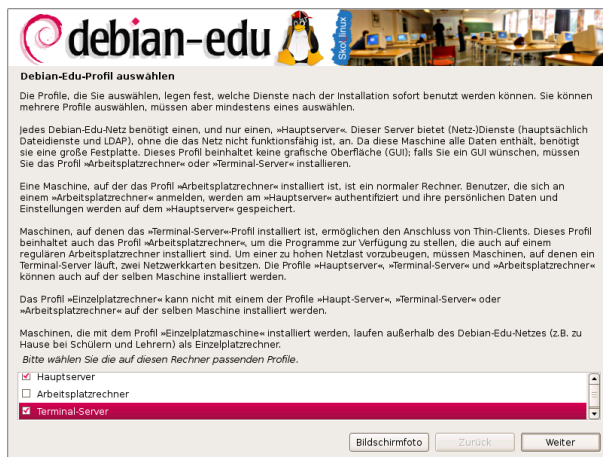 debian-edu
Skol linux
Debian-Edu-Profil auswählen
Die Profile, die Sie auswählen, legen fest, welche Dienste nach der Installation sofort benutzt werden können. Sie können
mehrere Profile auswählen, müssen aber mindestens eines auswählen.
Jedes Debian-Edu-Netz benötigt einen, und nur einen, »Hauptserver«. Dieser Server bietet (Netz-)Dienste (hauptsächlich
Dateidienste und LDAP), ohne die das Netz nicht funktionsfähig ist, an. Da diese Maschine alle Daten enthält, benötigt
sie eine große Festplatte. Dieses Profil beinhaltet keine grafische Oberfläche (GUI); falls Sie ein GUI wünschen, müssen
Sie das Profil »Arbeitsplatzrechner« oder »Terminal-Server« installieren.
Eine Maschine, auf der das Profil »Arbeitsplatzrechner« installiert ist, ist ein normaler Rechner. Benutzer, die sich an
einem »Arbeitsplatzrechner« anmelden, werden am »Hauptserver« authentifiziert und ihre persönlichen Daten und
Einstellungen werden auf dem »Hauptserver« gespeichert.
Maschinen, auf denen das »Terminal-Server«-Profil installiert ist, ermöglichen den Anschluss von Thin-Clients. Dieses Profil
beinhaltet auch das Profil »Arbeitsplatzrechner«, um die Programme zur Verfügung zu stellen, die auch auf einem
regulären Arbeitsplatzrechner installiert sind. Um einer zu hohen Netzlast vorzubeugen, müssen Maschinen, auf denen ein
Terminal-Server läuft, zwei Netzwerkkarten besitzen. Die Profile »Hauptserver«, »Terminal-Server« und »Arbeitsplatzrechner«
können auch auf der selben Maschine installiert werden.
Das Profil »Einzelplatzrechner« kann nicht mit einem der Profile »Haupt-Server«, »Terminal-Server« oder
»Arbeitsplatzrechner« auf der selben Maschine installiert werden.
Maschinen, die mit dem Profil »Einzelplatzmaschine« installiert werden, laufen außerhalb des Debian-Edu-Netzes (z.B. zu
Hause bei Schülern und Lehrern) als Einzelplatzrechner.
Bitte wählen Sie die auf diesen Rechner passenden Profile.
Hauptserver
Arbeitsplatzrechner
Terminal-Server
Bildschirmfoto Zurück Weiter